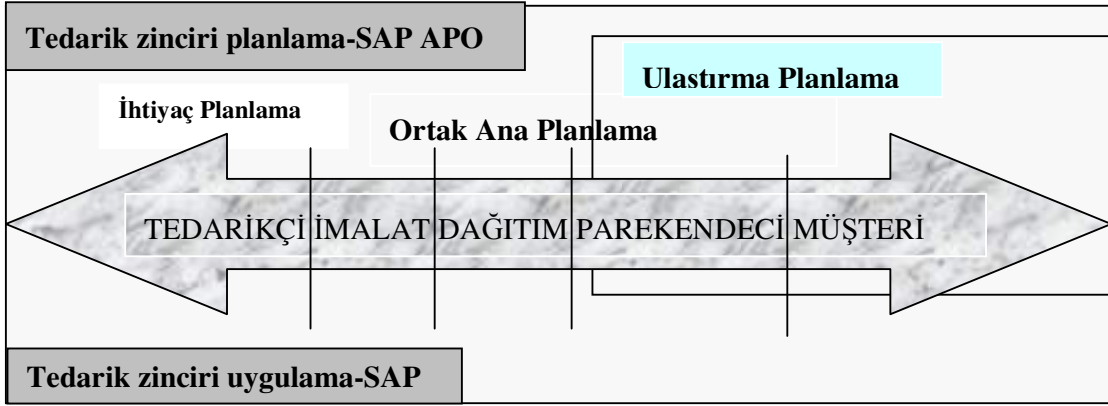 Tedarik zinciri planlama-SAP APO
Ulastırma Planlama
İhtiyaç Planlama
Ortak Ana Planlama
TEDARİKÇİ İMALAT DAĞITIM PAREKENDECİ MÜŞTERİ
Tedarik zinciri uygulama-SAP